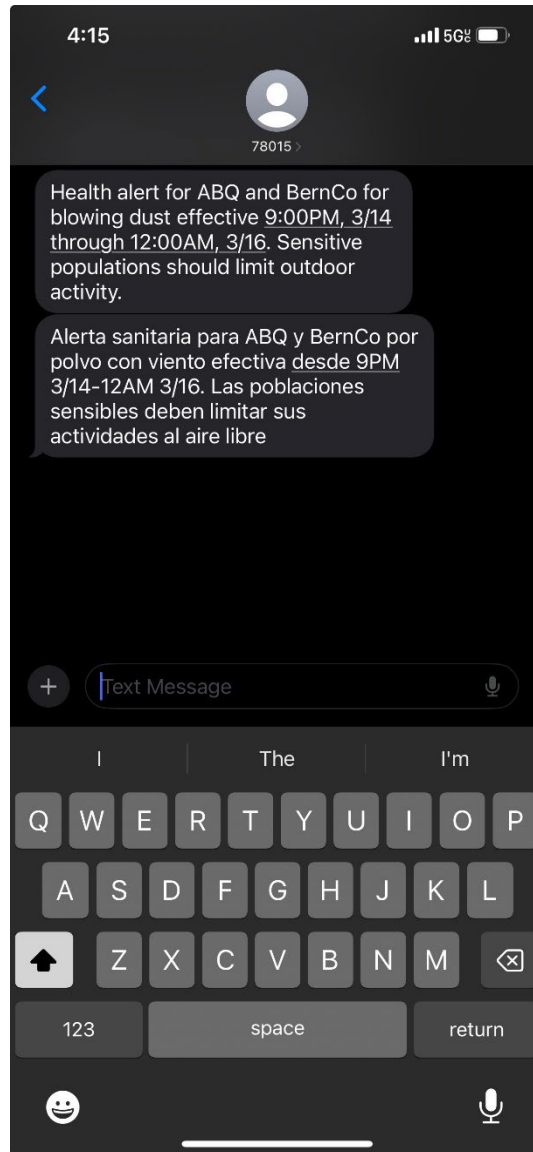 4:15
5G
78015 >
Health alert for ABQ and BernCo for
blowing dust effective 9:00PM, 3/14
through 12:00AM, 3/16. Sensitive
populations should limit outdoor
activity.
Alerta sanitaria para ABQ y BernCo por
polvo con viento efectiva desde 9PM
3/14-12AM 3/16. Las poblaciones
sensibles deben limitar sus
actividades al aire libre
Text Message
I The I'm
Q W E R T Y U I O P
A S D F G H J K L
Z X C V B N M
123 space return